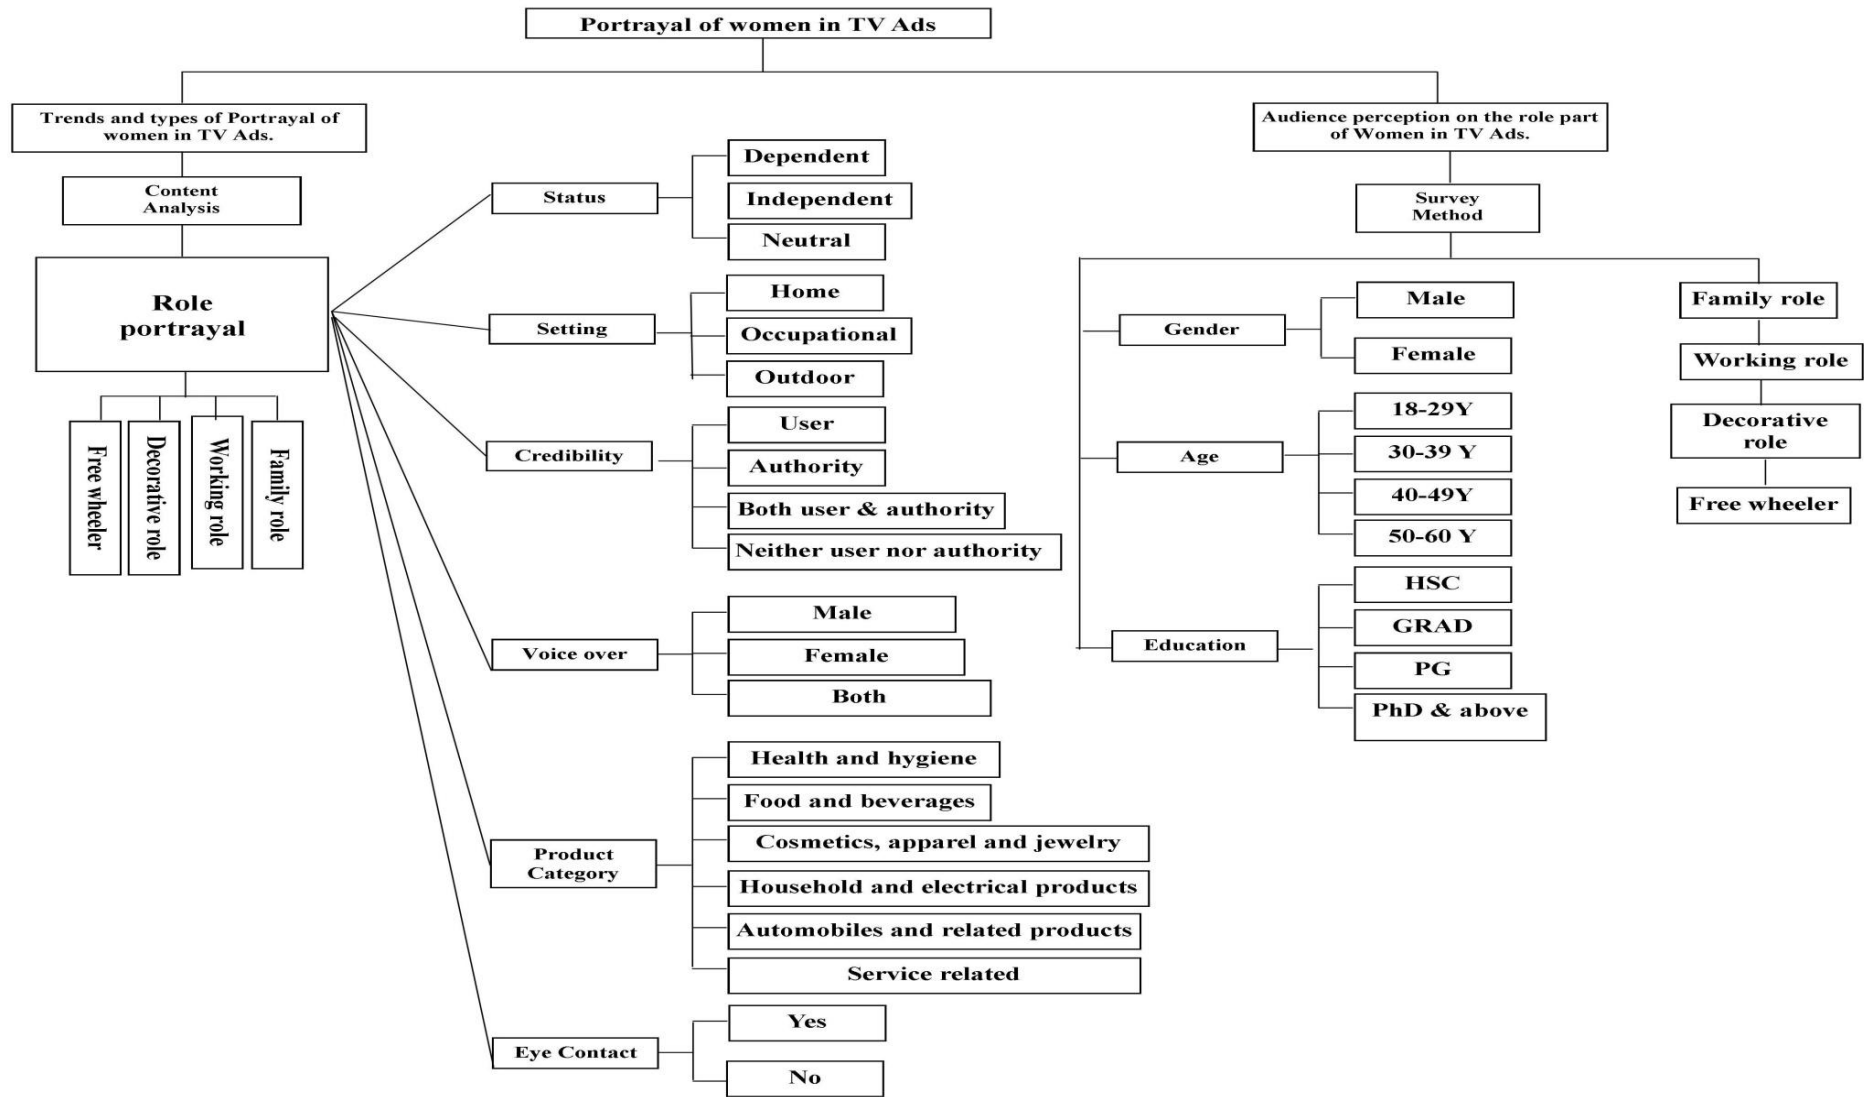 Portrayal of women in TV Ads
Trends and types of Portrayal of
women in TV Ads.
Content
Analysis
Role
portrayal
Free wheeler
Decorative role
Working role
Family role
Status
Dependent
Independent
Neutral
Setting
Home
Occupational
Outdoor
Credibility
User
Authority
Both user & authority
Neither user nor authority
Voice over
Male
Female
Both
Product
Category
Health and hygiene
Food and beverages
Cosmetics, apparel and jewelry
Household and electrical products
Automobiles and related products
Service related
Eye Contact
Yes
No
Audience perception on the role part
of Women in TV Ads.
Survey
Method
Gender
Male
Female
Age
18-29Y
30-39 Y
40-49Y
50-60 Y
Education
HSC
GRAD
PG
PhD & above
Family role
Working role
Decorative
role
Free wheeler